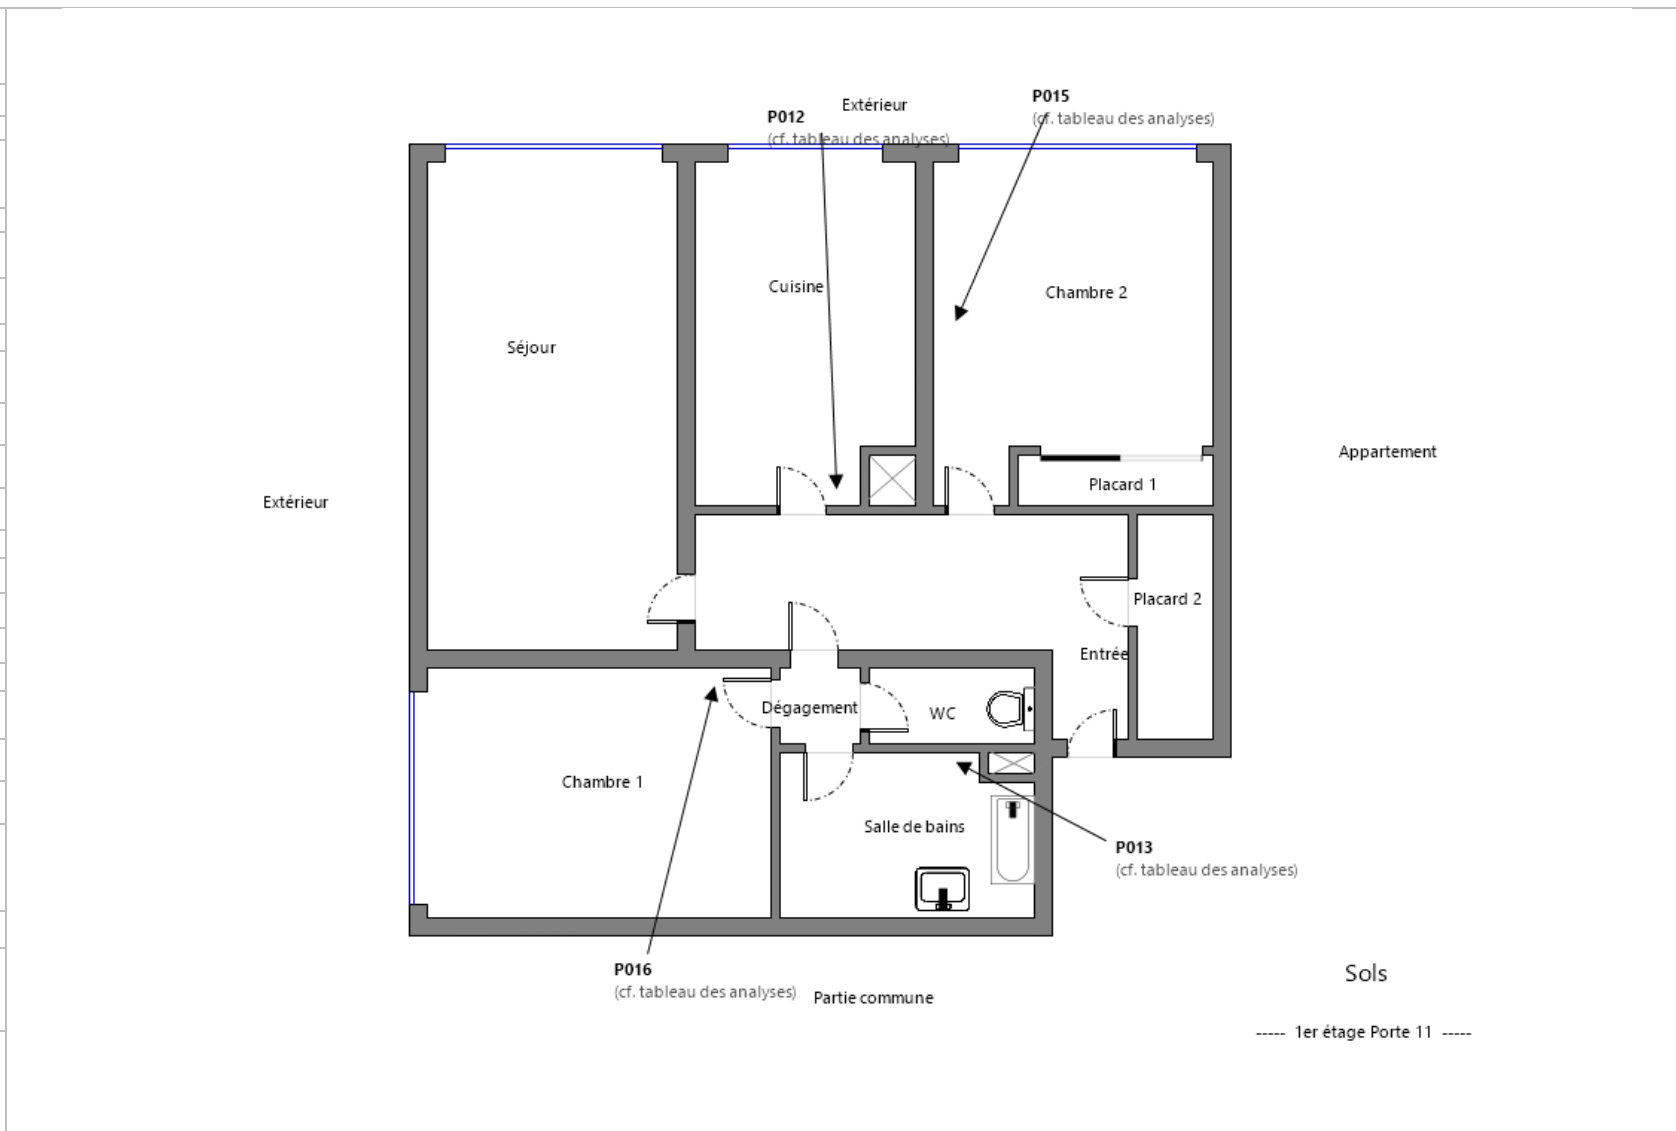 P015
Extérieur
P012
(cf. tableau des analyses)
(cf. tableau des analyses)
Cuisine
Chambre 2
Séjour
Appartement
Placard 1
Extérieur
Placard 2
Entrée
Dégagement
WC
Chambre 1
Salle de bains
P013
(cf. tableau des analyses)
P016
(cf. tableau des analyses)
Partie commune
Sols
----- 1er étage Porte 11 -----